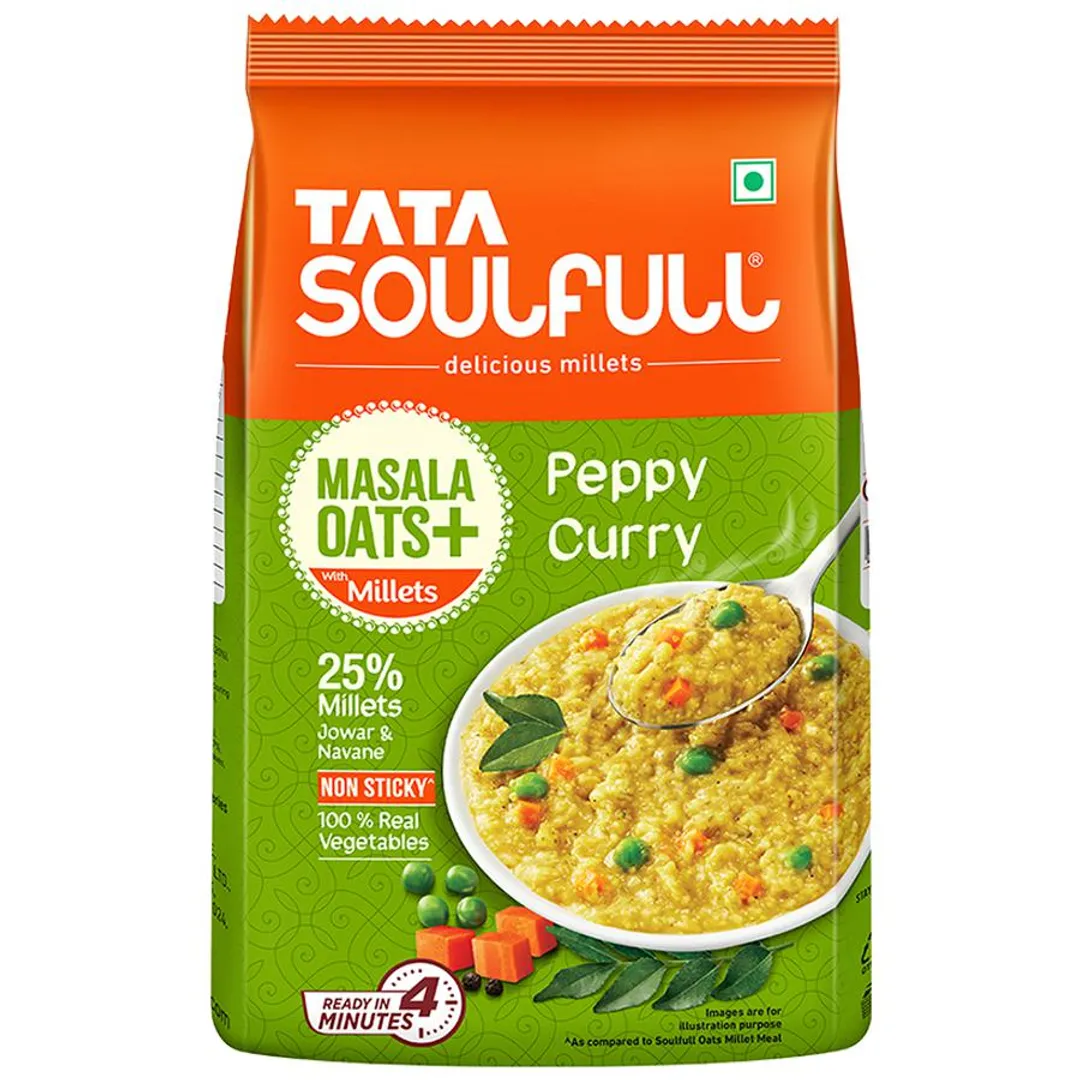 TATA
SOULFULL®
delicious millets
MASALA
OATS+
With
Millets
Peppy
Curry
25%
Millets
Jowar &
Navane
NON STICKY^
100 % Real
Vegetables
READY IN
MINUTES
4
Images are for
illustration purpose
^As compared to Soulfull Oats Millet Meal